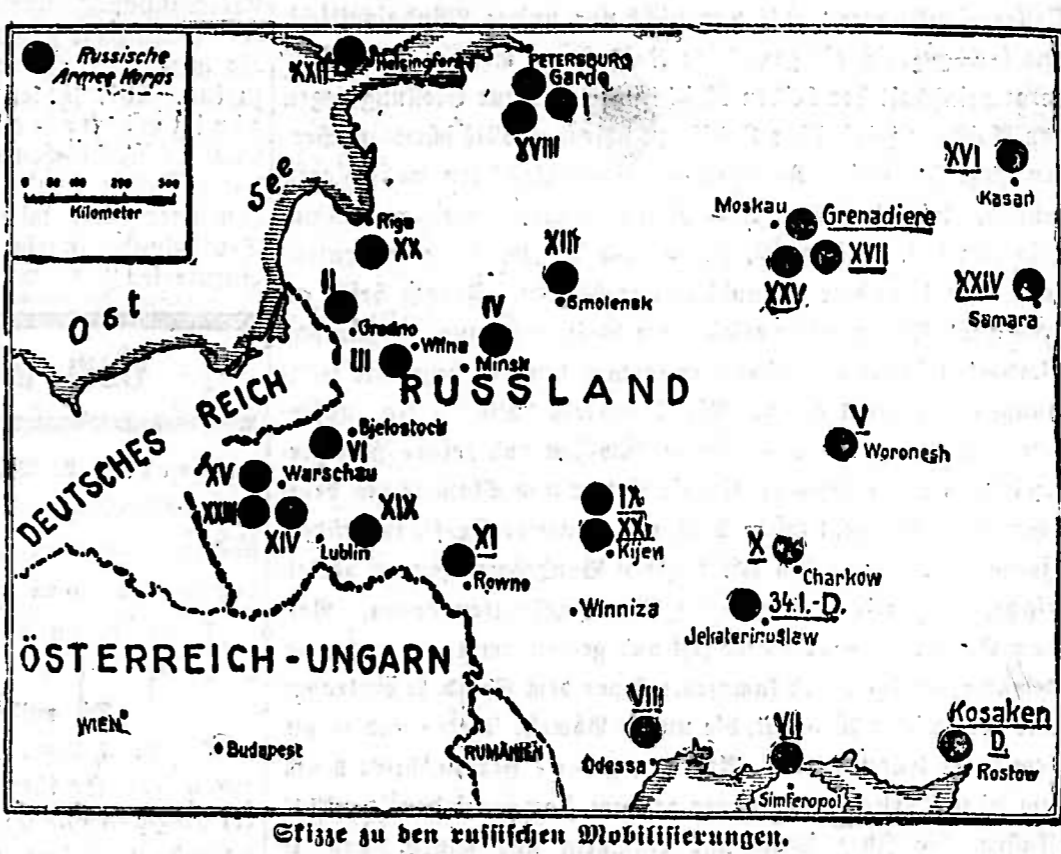 Russische
Armee Korps
0 50 100 200 300
Kilometer
XXII
Helsingfors
PETERSBURG
Garde
I
XVIII
XVI
Kasan
Moskau
Grenadiere
XVII
XXV
XXIV
Samara
Ost See
Riga
XX
XIII
Smolensk
II
Grodno
III
Wilna
IV
Minsk
RUSSLAND
DEUTSCHES REICH
Bjelostock
VI
XV
Warschau
XXIII
XIV
Lublin
XIX
XI
Rowno
IX
XXI
Kijen
V
Woronesh
X
Charkow
Winniza
34.I.-D.
Jekaterinoslaw
ÖSTERREICH-UNGARN
WIEN
Budapest
RUMÄNIEN
VIII
Odessa
VII
Simferopol
Kosaken
D.
Rostow
Skizze zu den russischen Mobilisierungen.